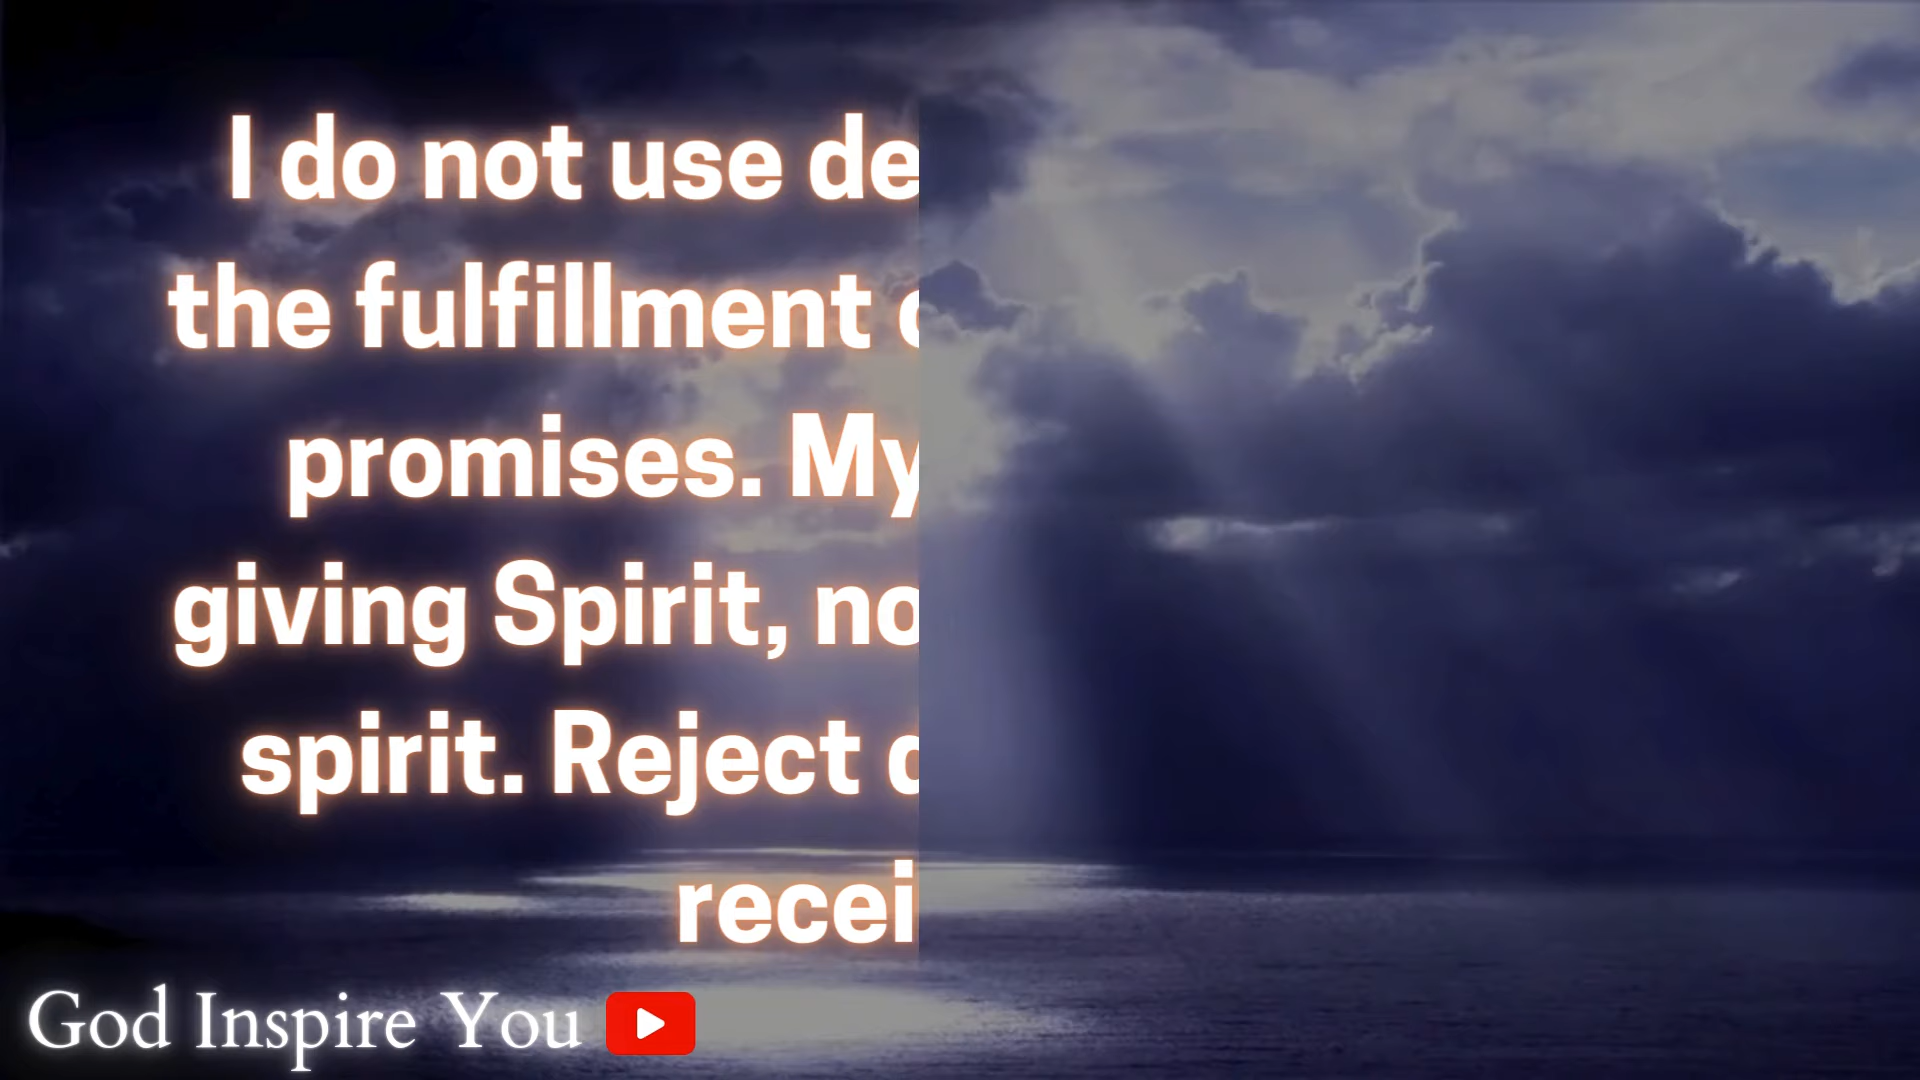 I do not use de
the fulfillment
promises. My
giving Spirit, no
spirit. Reject
recei
God Inspire You